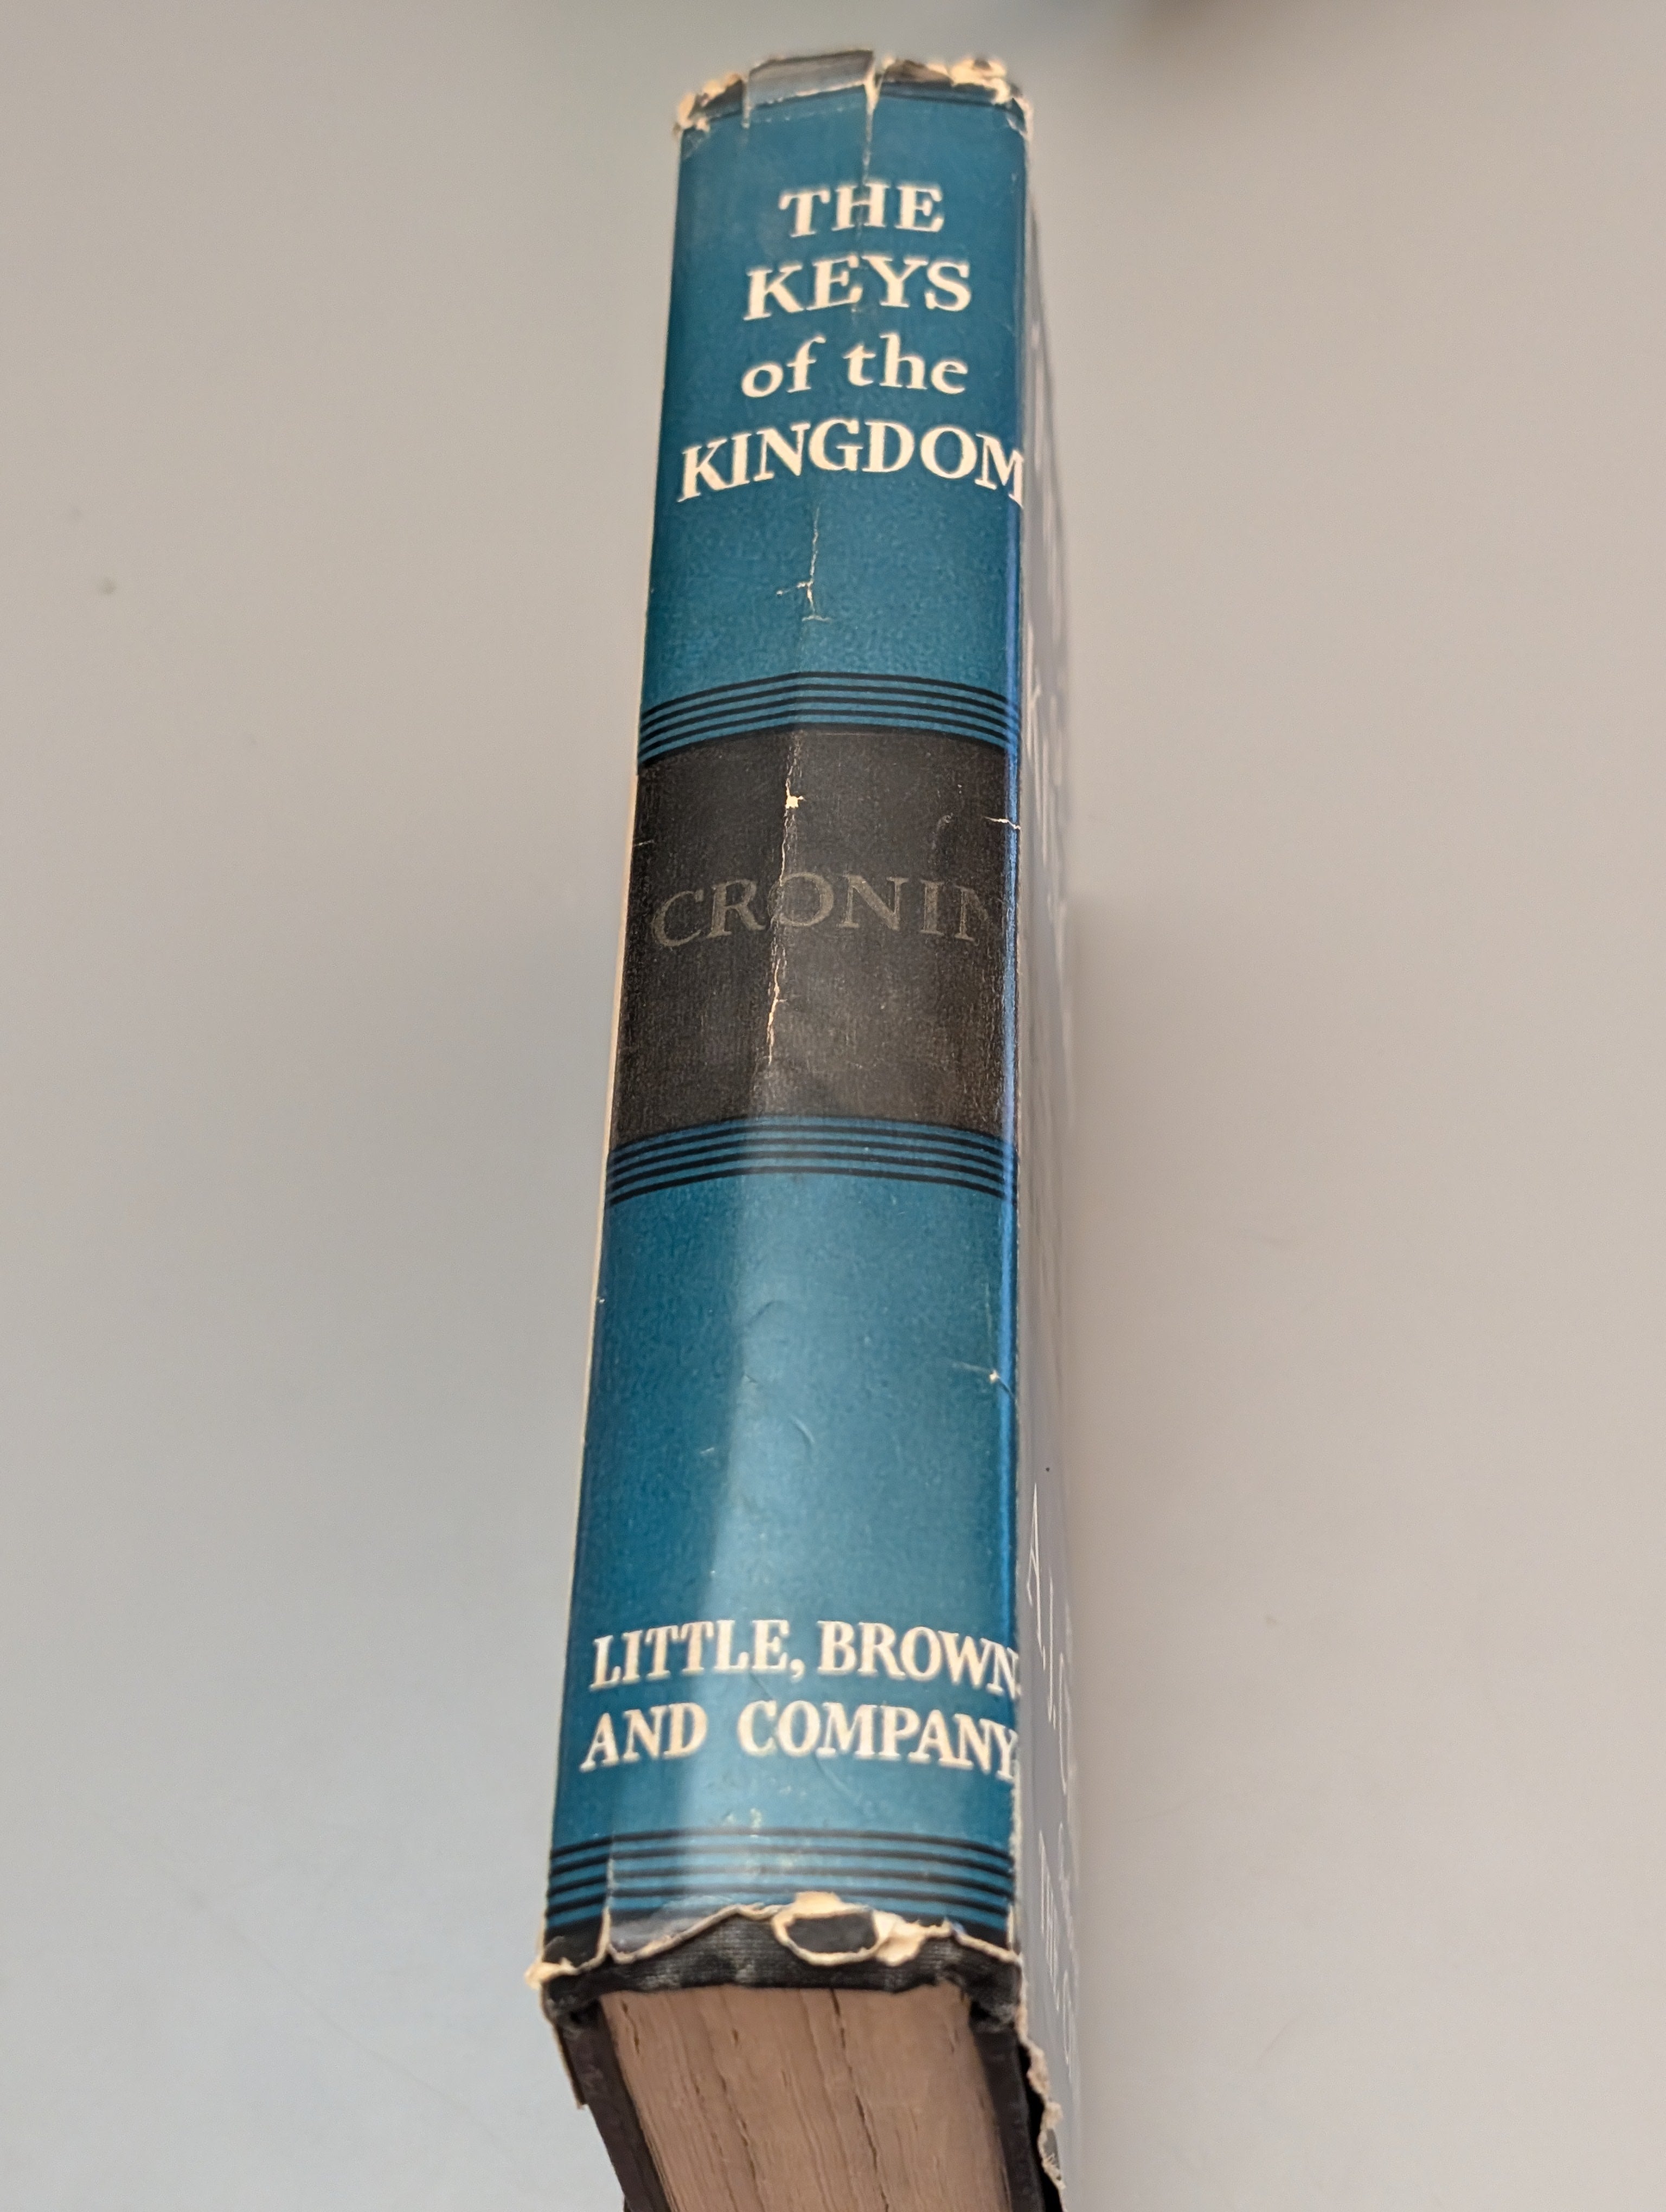 THE
KEYS
of the
KINGDOM
CRONIN
LITTLE, BROWN
AND COMPANY